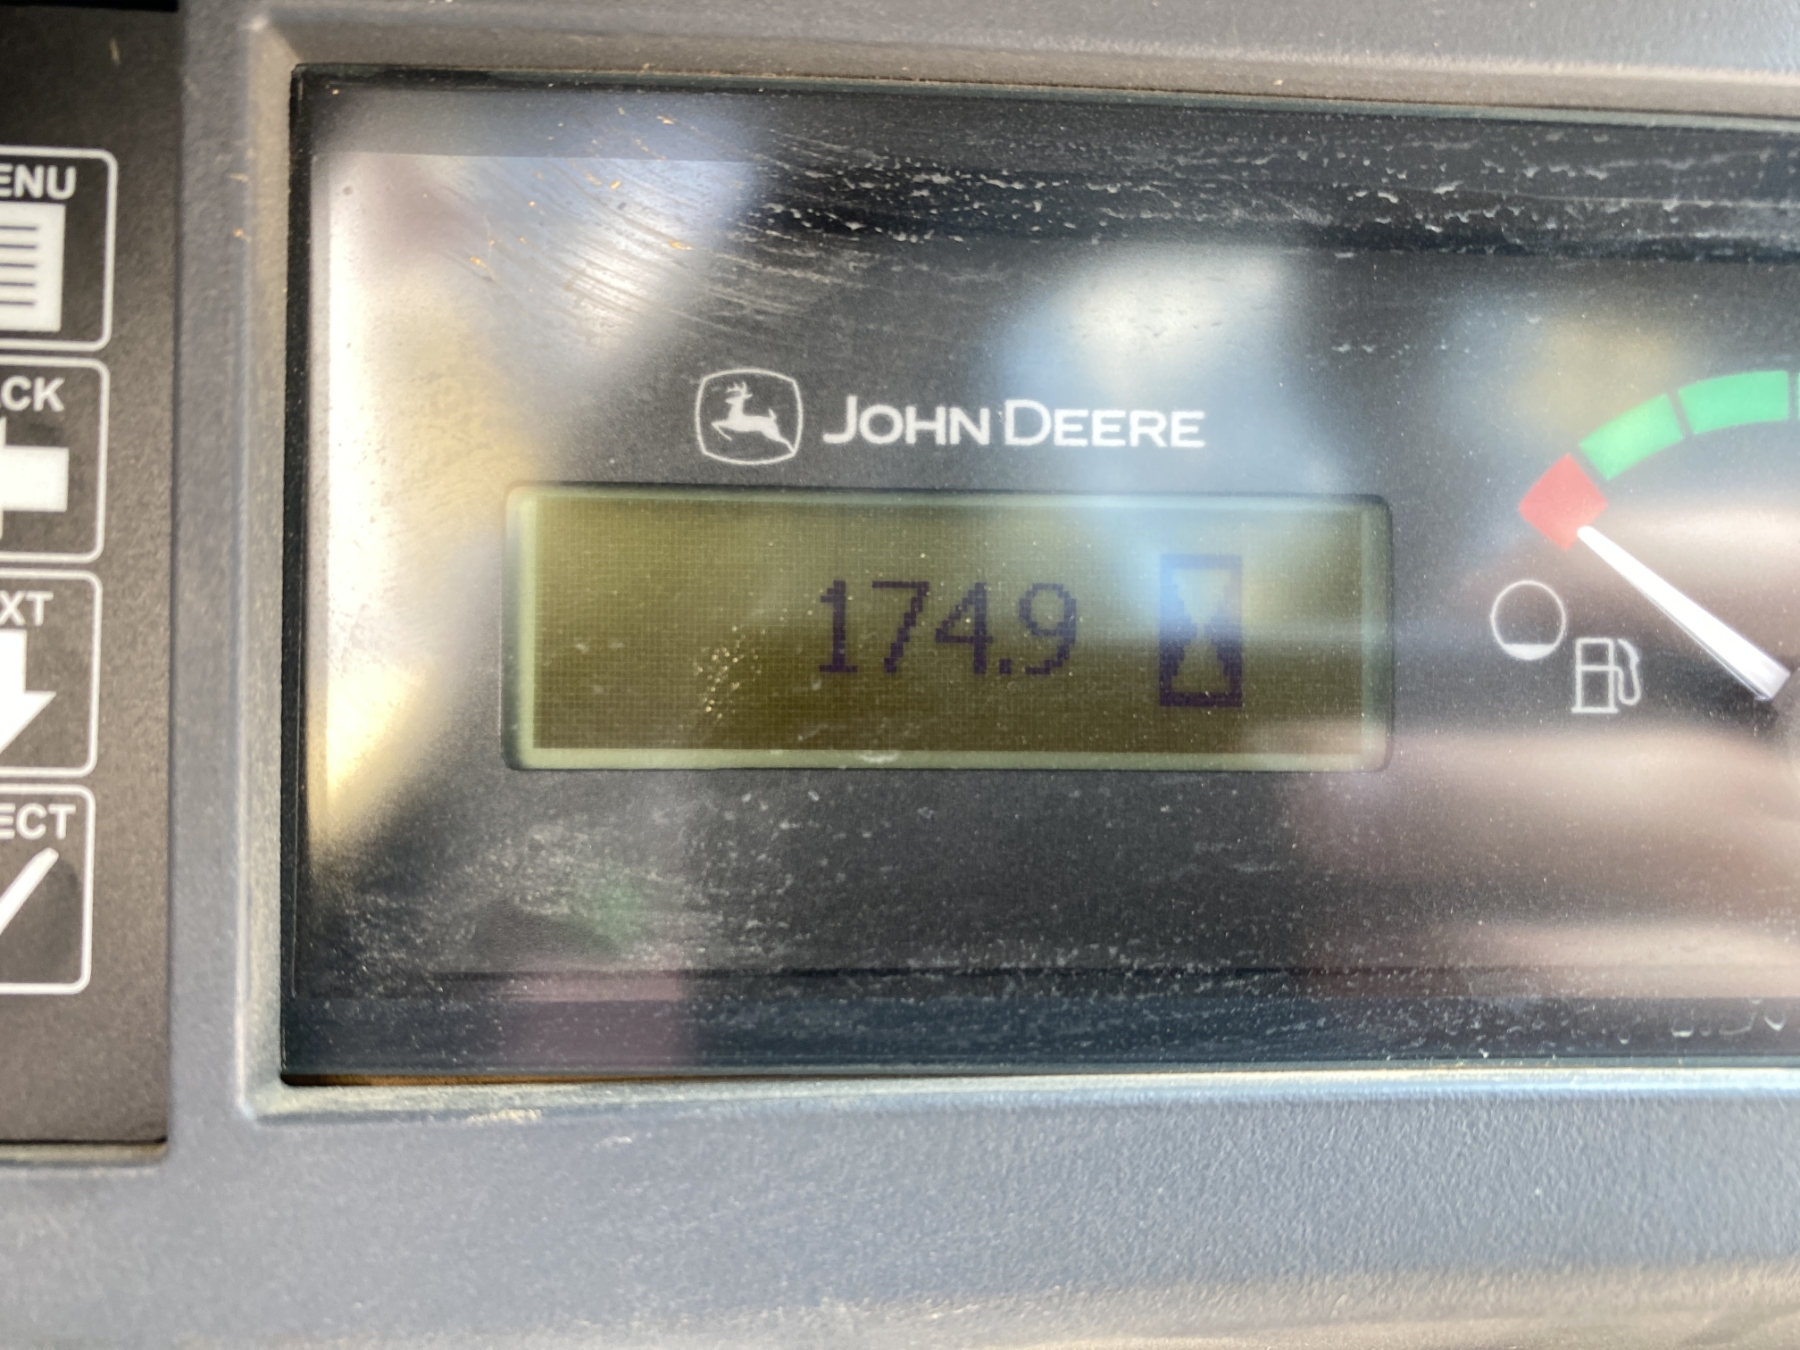 ENU
CK
XT
ECT
JOHN DEERE
174.9